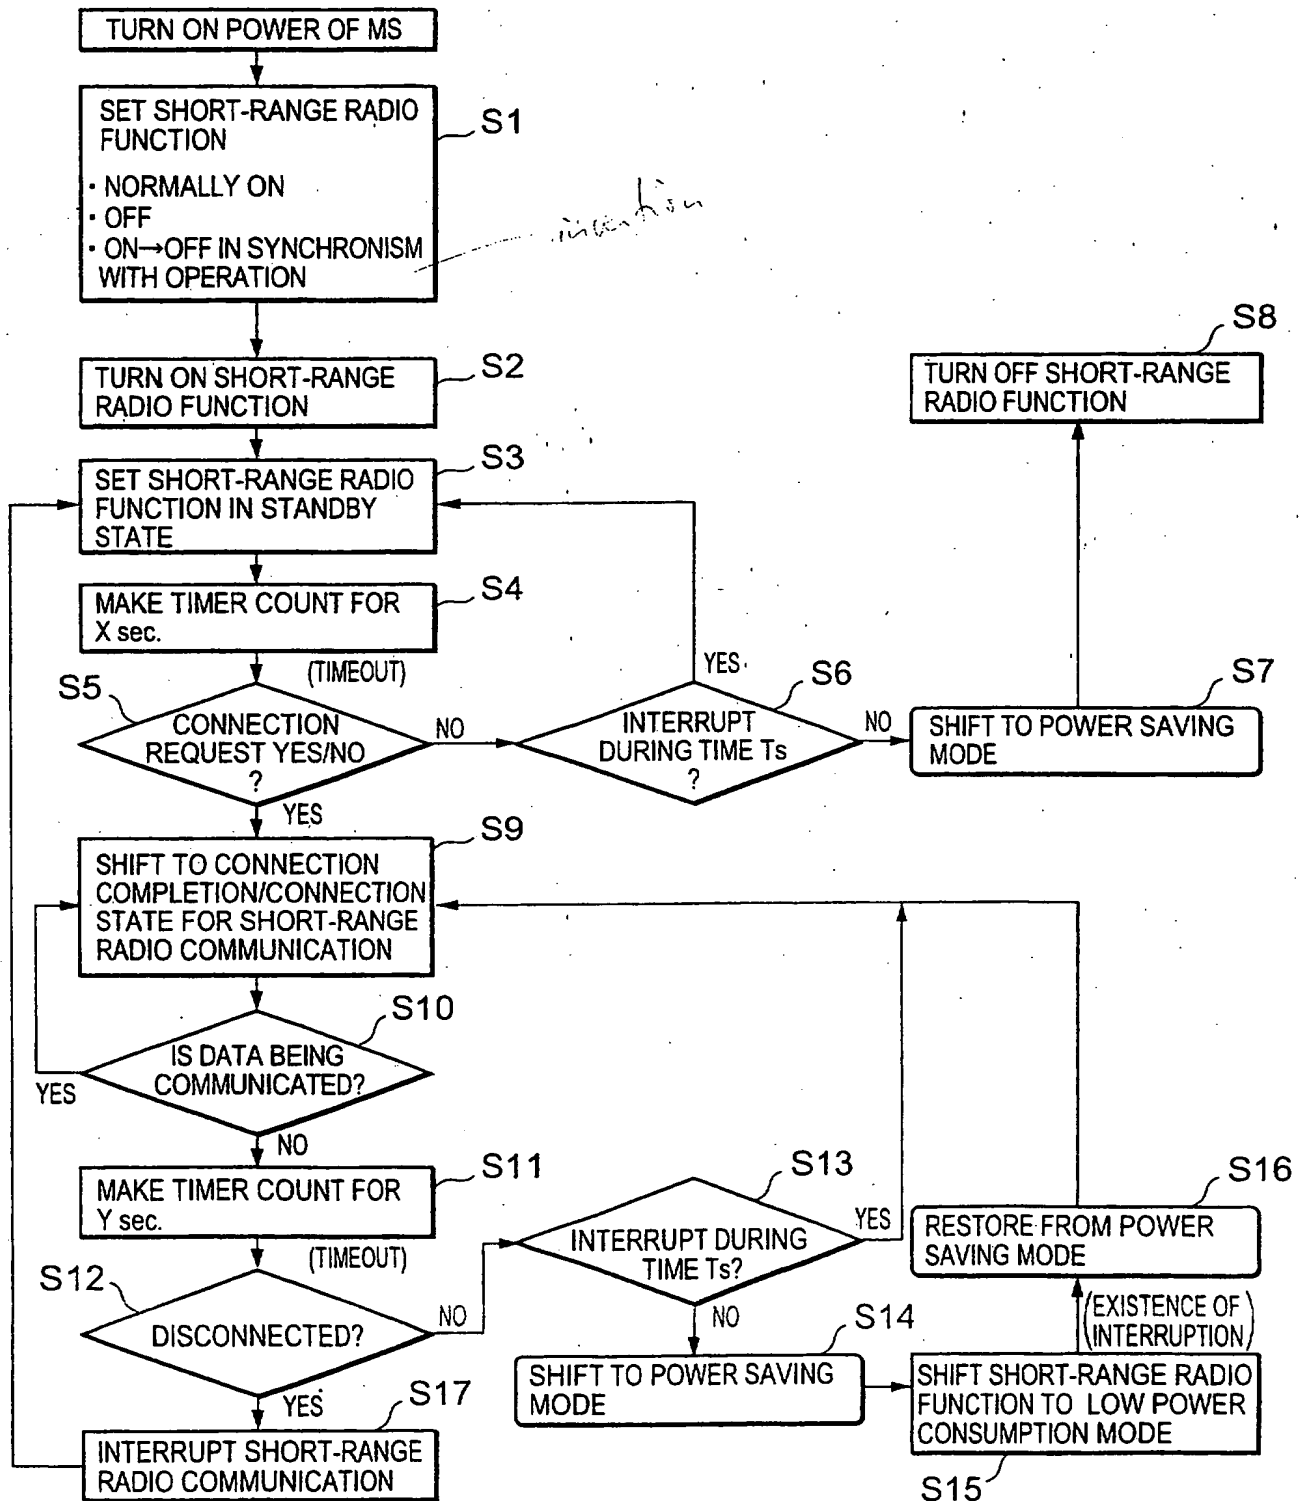 TURN ON POWER OF MS
SET SHORT-RANGE RADIO
FUNCTION
· NORMALLY ON
· OFF
· ON→OFF IN SYNCHRONISM
WITH OPERATION
S1
TURN ON SHORT-RANGE
RADIO FUNCTION
S2
S8
TURN OFF SHORT-RANGE
RADIO FUNCTION
SET SHORT-RANGE RADIO
FUNCTION IN STANDBY
STATE
S3
MAKE TIMER COUNT FOR
X sec.
S4
(TIMEOUT)
S5
CONNECTION
REQUEST YES/NO
?
NO
YES
YES
S6
INTERRUPT
DURING TIME Ts
?
NO
S7
SHIFT TO POWER SAVING
MODE
S9
SHIFT TO CONNECTION
COMPLETION/CONNECTION
STATE FOR SHORT-RANGE
RADIO COMMUNICATION
S10
IS DATA BEING
COMMUNICATED?
YES
NO
S11
MAKE TIMER COUNT FOR
Y sec.
(TIMEOUT)
S12
DISCONNECTED?
NO
YES
S13
INTERRUPT DURING
TIME Ts?
YES
NO
S14
SHIFT TO POWER SAVING
MODE
S16
RESTORE FROM POWER
SAVING MODE
(EXISTENCE OF
INTERRUPTION)
SHIFT SHORT-RANGE RADIO
FUNCTION TO LOW POWER
CONSUMPTION MODE
S15
S17
INTERRUPT SHORT-RANGE
RADIO COMMUNICATION